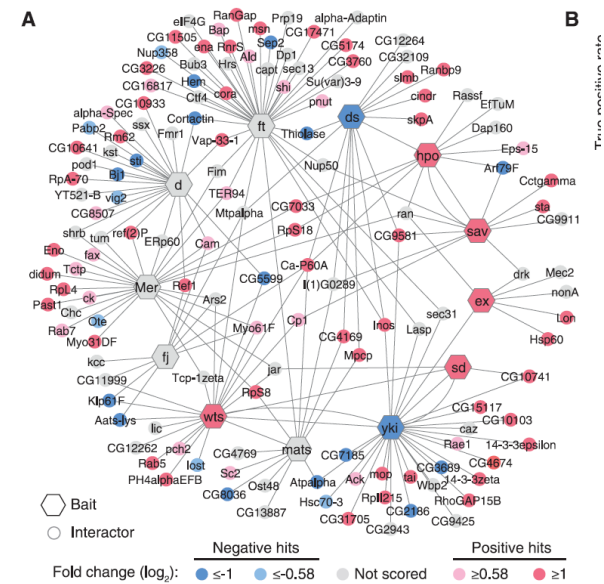 A
B
True positive rate
RanGap
eIF4G
Prp19
alpha-Adaptin
CG11505
Bap
msn
CG17471
ena
RnrS
Sep2
CG5174
CG12264
Nup358
Ald
Dp1
CG3760
CG32109
CG3226
Bub3
Hrs
capt
sec13
slmb
Ranbp9
CG16817
Hem
shi
Su(var)3-9
cindr
Rassf
CG10933
Ctf4
cora
pnut
skpA
EfTuM
alpha-Spec
Cortactin
ft
ds
Dap160
Pabp2
ssx
Vap-33-1
Thiolase
hpo
Eps-15
Rm62
Fmr1
CG10641
kst
Nup50
Arf79F
pod1
sti
Fim
Cctgamma
RpA-70
Bj1
d
TER94
YT521-B
vig2
Mtpalpha
CG7033
ran
sta
CG8507
RpS18
CG9581
sav
CG9911
shrb
tum
ref(2)P
ERp60
Cam
Eno
fax
Ca-P60A
drk
Mec2
didum
Tctp
CG5599
l(1)G0289
nonA
RpL4
ck
Mer
Ref1
ex
Past1
Chc
Ars2
Lon
Rab7
Ote
Myo61F
Cp1
Inos
sec31
Hsp60
Myo31DF
CG4169
Lasp
kcc
fj
Mpcp
CG11999
Tcp-1zeta
jar
sd
CG10741
Klp61F
RpS8
Aats-lys
wts
CG15117
lic
yki
caz
CG10103
CG12262
pch2
CG4769
mats
CG7185
Rae1
14-3-3epsilon
Rab5
lost
Sc2
mop
tai
CG3689
CG4674
PH4alphaEFB
Ost48
Atpalpha
Ack
Wbp2
14-3-3zeta
CG8036
Hsc70-3
RpII215
RhoGAP15B
CG13887
CG31705
CG2186
CG9425
CG2943
Bait
Interactor
Negative hits
Positive hits
Fold change (log2):
≤-1
≤-0.58
Not scored
≥0.58
≥1